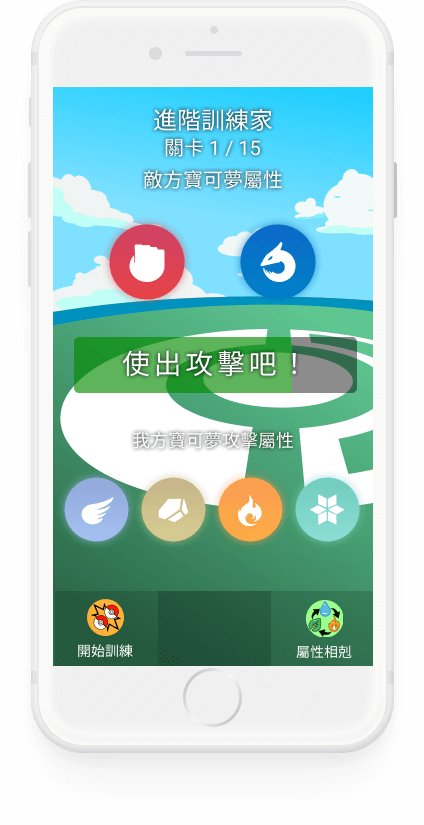 進階訓練家
關卡 1 / 15
敵方寶可夢屬性
使出攻擊吧！
我方寶可夢攻擊屬性
開始訓練
屬性相剋